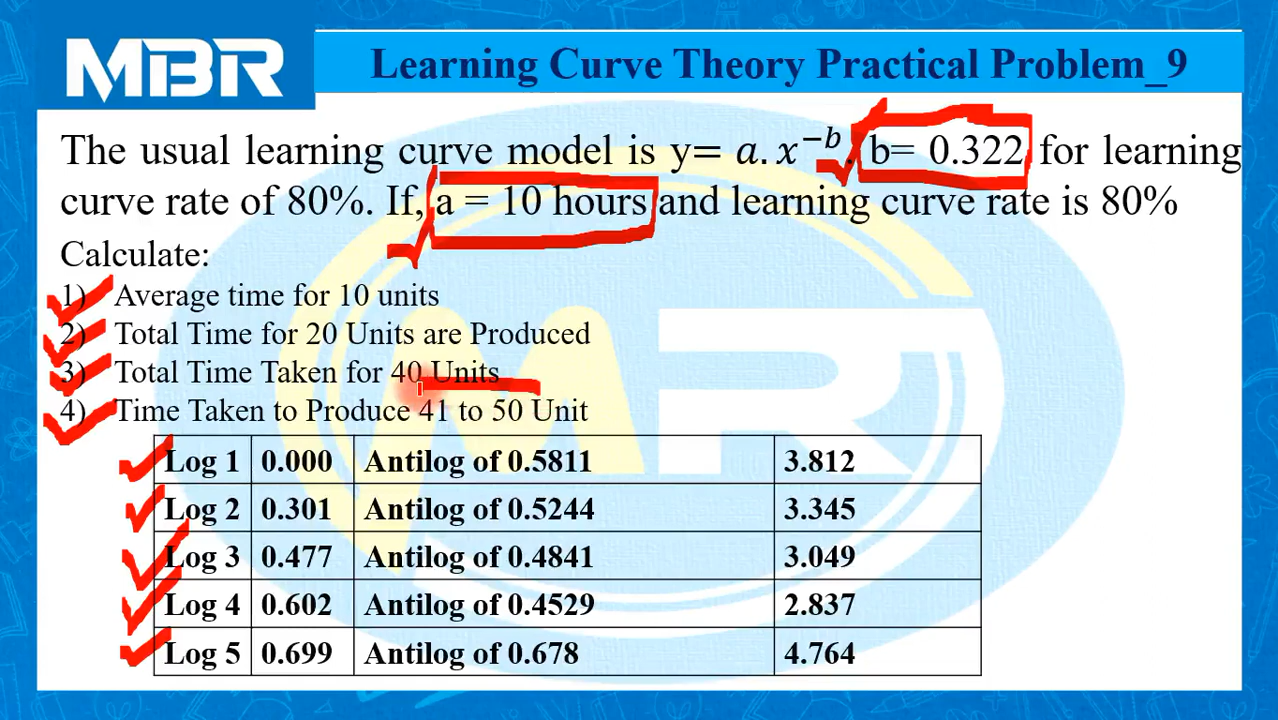 MBR
Learning Curve Theory Practical Problem_9
The usual learning curve model is y= a.x⁻ᵇ. b= 0.322 for learning
curve rate of 80%. If, a = 10 hours and learning curve rate is 80%
Calculate:
1) Average time for 10 units
2) Total Time for 20 Units are Produced
3) Total Time Taken for 40 Units
4) Time Taken to Produce 41 to 50 Unit
Log 1 0.000 Antilog of 0.5811 3.812
Log 2 0.301 Antilog of 0.5244 3.345
Log 3 0.477 Antilog of 0.4841 3.049
Log 4 0.602 Antilog of 0.4529 2.837
Log 5 0.699 Antilog of 0.678 4.764